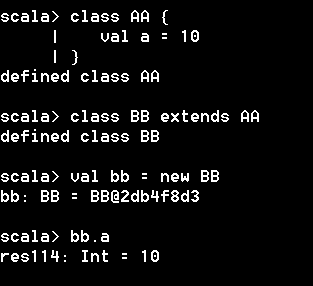 scala> class AA {
     |    val a = 10
     | }
defined class AA

scala> class BB extends AA
defined class BB

scala> val bb = new BB
bb: BB = BB@2db4f8d3

scala> bb.a
res114: Int = 10